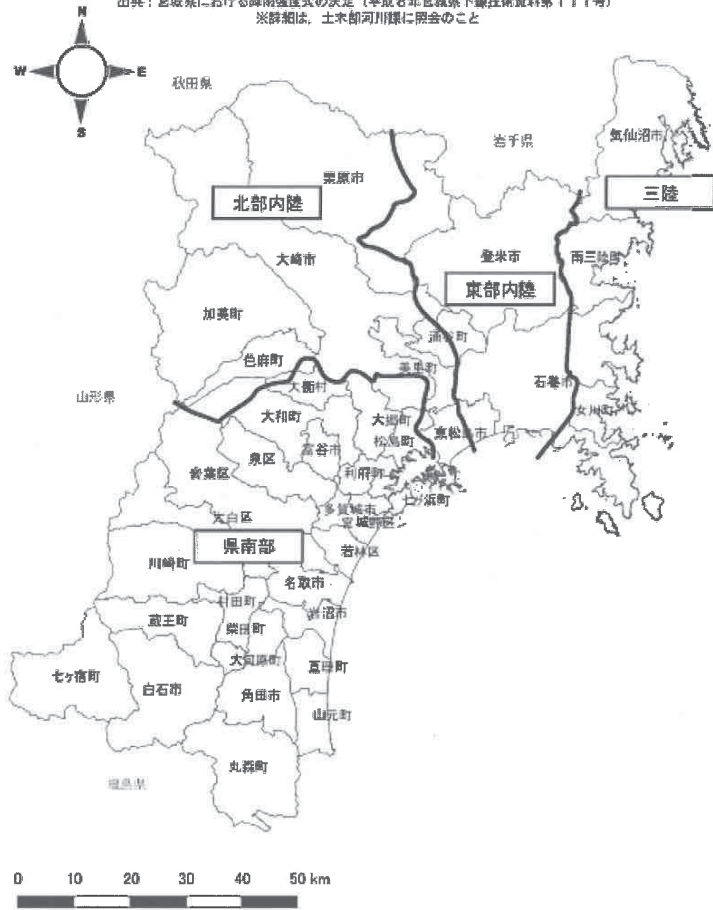 ※詳細は，土木部河川課に照会のこと
N
W
E
S
秋田県
岩手県
気仙沼市
栗原市
北部内陸
三陸
大崎市
登米市
南三陸町
東部内陸
加美町
涌谷町
色麻町
美里町
石巻市
山形県
大衡村
女川町
大和町
大郷町
東松島市
松島町
富谷市
泉区
青葉区
利府町
七ヶ浜町
多賀城市
宮城野区
太白区
県南部
若林区
川崎町
名取市
村田町
岩沼市
蔵王町
柴田町
大河原町
亘理町
七ヶ宿町
白石市
角田市
山元町
丸森町
福島県
0 10 20 30 40 50 km